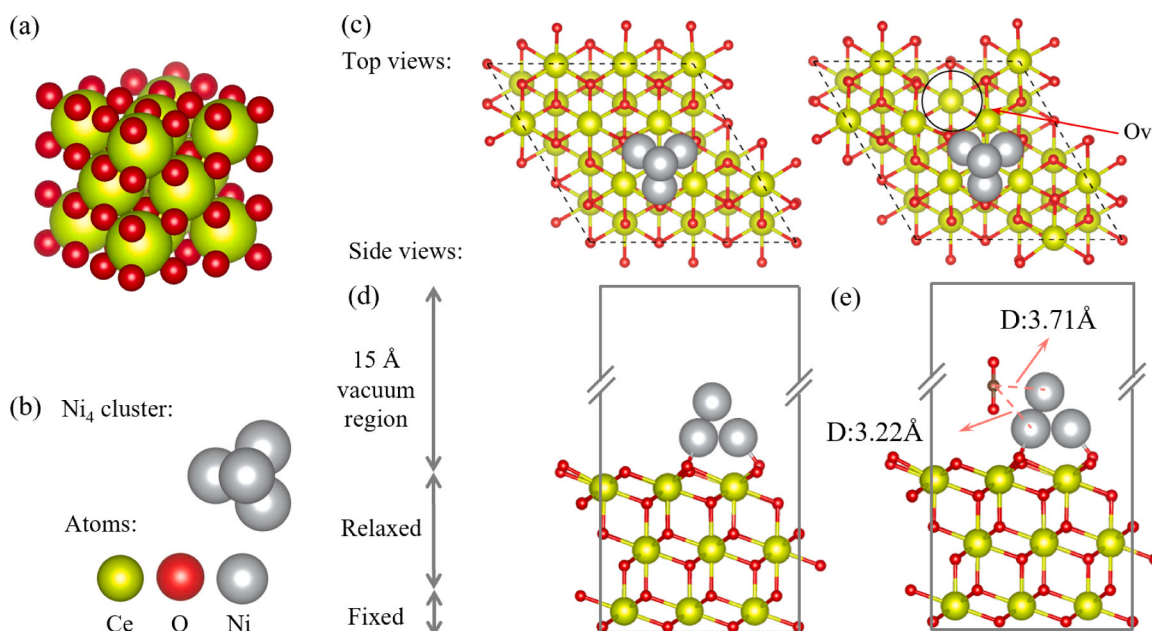 (a)
(c)
Top views:
Ov
Side views:
(d)
(e)
D:3.71Å
15 Å
vacuum
region
(b)
Ni₄ cluster:
D:3.22Å
Atoms:
Relaxed
Ce
O
Ni
Fixed